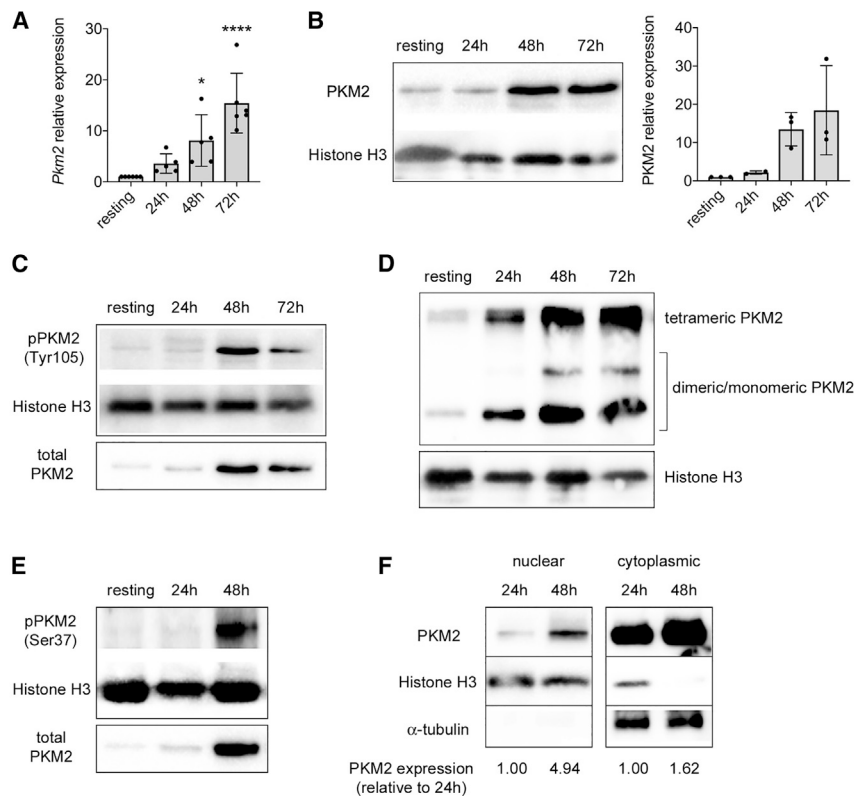 A
Pkm2 relative expression
30
20
10
0
*
****
resting
24h
48h
72h
B
resting 24h 48h 72h
PKM2
Histone H3
PKM2 relative expression
40
30
20
10
0
resting
24h
48h
72h
C
resting 24h 48h 72h
pPKM2
(Tyr105)
Histone H3
total
PKM2
D
resting 24h 48h 72h
tetrameric PKM2
dimeric/monomeric PKM2
Histone H3
E
resting 24h 48h
pPKM2
(Ser37)
Histone H3
total
PKM2
F
nuclear cytoplasmic
24h 48h 24h 48h
PKM2
Histone H3
α-tubulin
PKM2 expression 1.00 4.94 1.00 1.62
(relative to 24h)